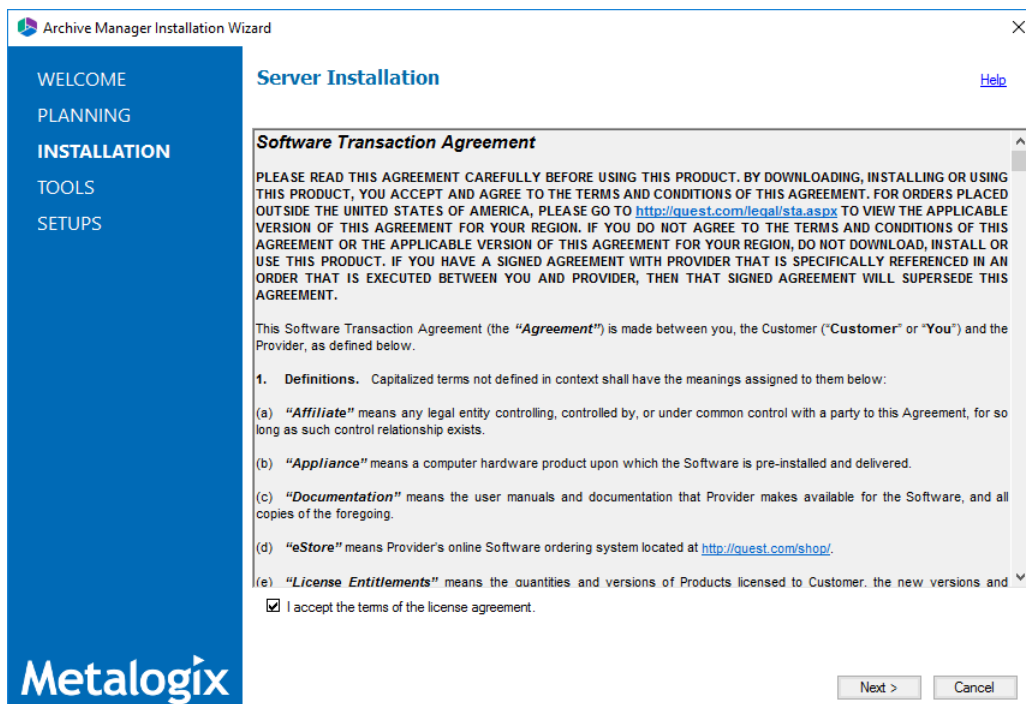 Archive Manager Installation Wizard
WELCOME
PLANNING
INSTALLATION
TOOLS
SETUPS
Server Installation
Help
Software Transaction Agreement
PLEASE READ THIS AGREEMENT CAREFULLY BEFORE USING THIS PRODUCT. BY DOWNLOADING, INSTALLING OR USING
THIS PRODUCT, YOU ACCEPT AND AGREE TO THE TERMS AND CONDITIONS OF THIS AGREEMENT. FOR ORDERS PLACED
OUTSIDE THE UNITED STATES OF AMERICA, PLEASE GO TO http://quest.com/legal/sta.aspx TO VIEW THE APPLICABLE
VERSION OF THIS AGREEMENT FOR YOUR REGION. IF YOU DO NOT AGREE TO THE TERMS AND CONDITIONS OF THIS
AGREEMENT OR THE APPLICABLE VERSION OF THIS AGREEMENT FOR YOUR REGION, DO NOT DOWNLOAD, INSTALL OR
USE THIS PRODUCT. IF YOU HAVE A SIGNED AGREEMENT WITH PROVIDER THAT IS SPECIFICALLY REFERENCED IN AN
ORDER THAT IS EXECUTED BETWEEN YOU AND PROVIDER, THEN THAT SIGNED AGREEMENT WILL SUPERSEDE THIS
AGREEMENT.
This Software Transaction Agreement (the “Agreement”) is made between you, the Customer (“Customer” or “You”) and the
Provider, as defined below.
1. Definitions. Capitalized terms not defined in context shall have the meanings assigned to them below:
(a) “Affiliate” means any legal entity controlling, controlled by, or under common control with a party to this Agreement, for so
long as such control relationship exists.
(b) “Appliance” means a computer hardware product upon which the Software is pre-installed and delivered.
(c) “Documentation” means the user manuals and documentation that Provider makes available for the Software, and all
copies of the foregoing.
(d) “eStore” means Provider's online Software ordering system located at http://quest.com/shop/.
(e) “License Entitlements” means the quantities and versions of Products licensed to Customer, the new versions and
I accept the terms of the license agreement.
Metalogix
Next >
Cancel